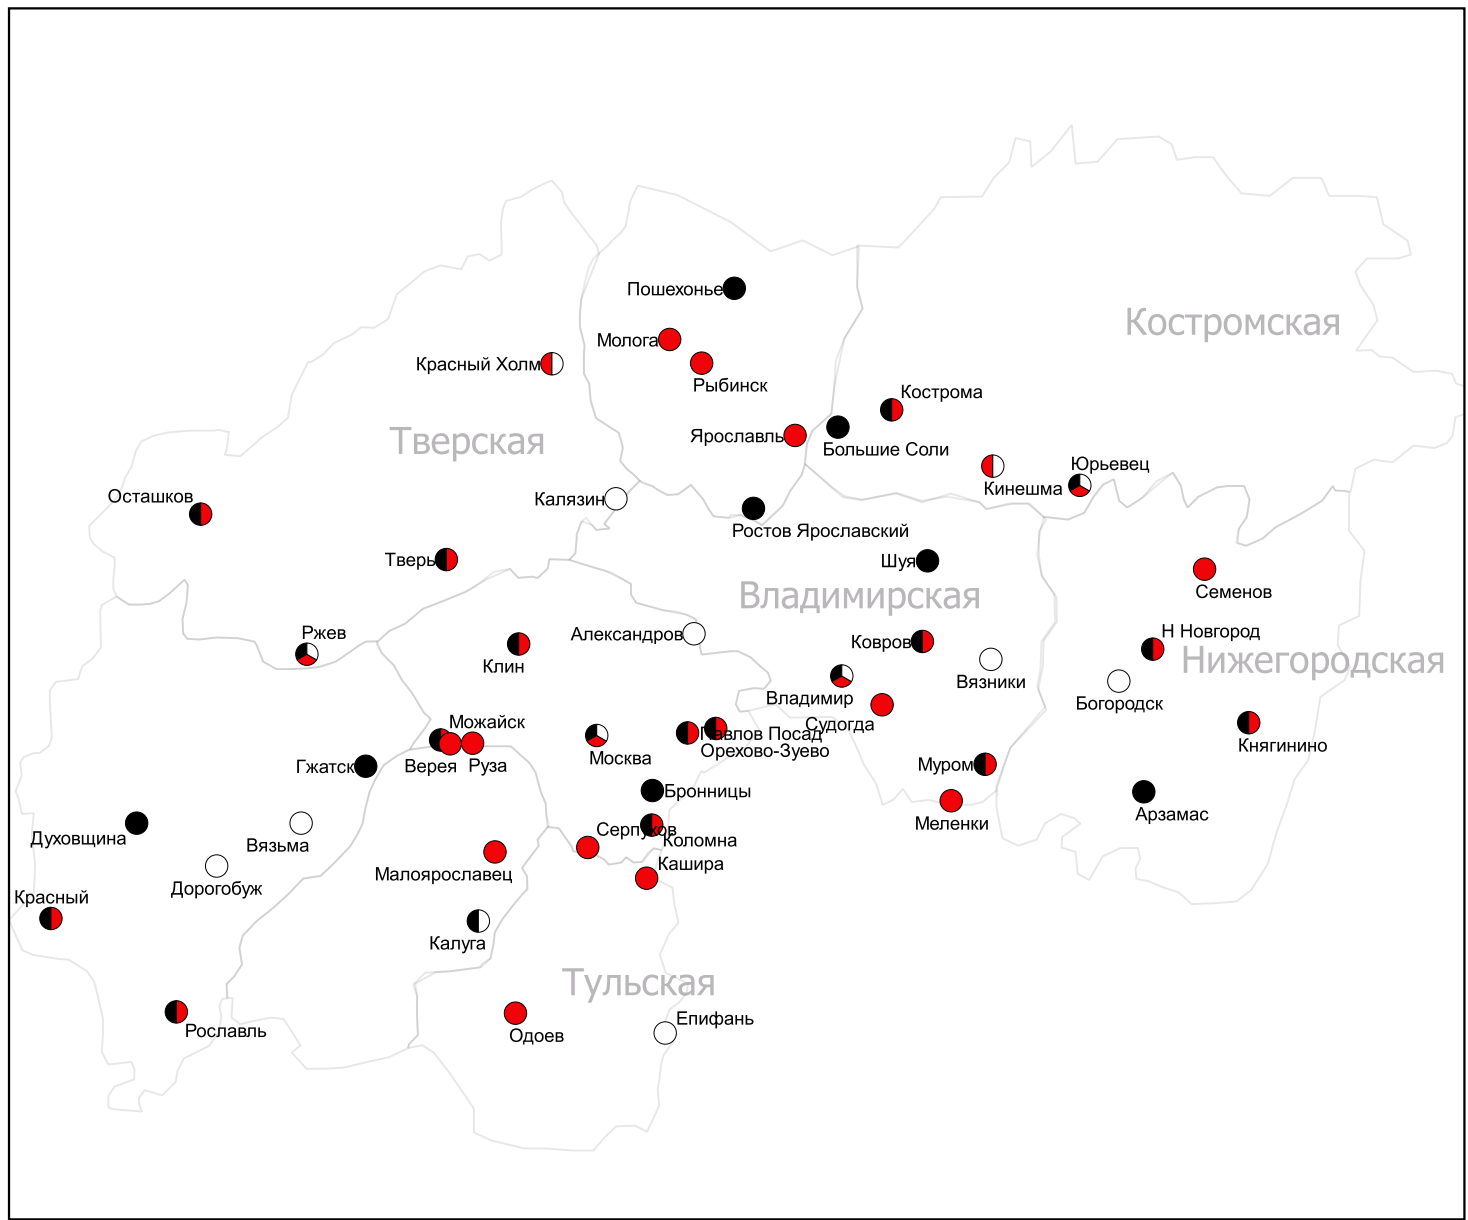 Пошехонье
Костромская
Молога
Красный Холм
Рыбинск
Кострома
Тверская
Ярославль
Большие Соли
Юрьевец
Кинешма
Осташков
Калязин
Ростов Ярославский
Тверь
Шуя
Семенов
Владимирская
Ржев
Александров
Н Новгород
Клин
Ковров
Нижегородская
Вязники
Владимир
Богородск
Можайск
Судогда
Павлов Посад
Княгинино
Орехово-Зуево
Москва
Гжатск
Верея
Руза
Муром
Бронницы
Арзамас
Меленки
Серпухов
Духовщина
Коломна
Вязьма
Кашира
Малоярославец
Дорогобуж
Красный
Калуга
Тульская
Епифань
Рославль
Одоев